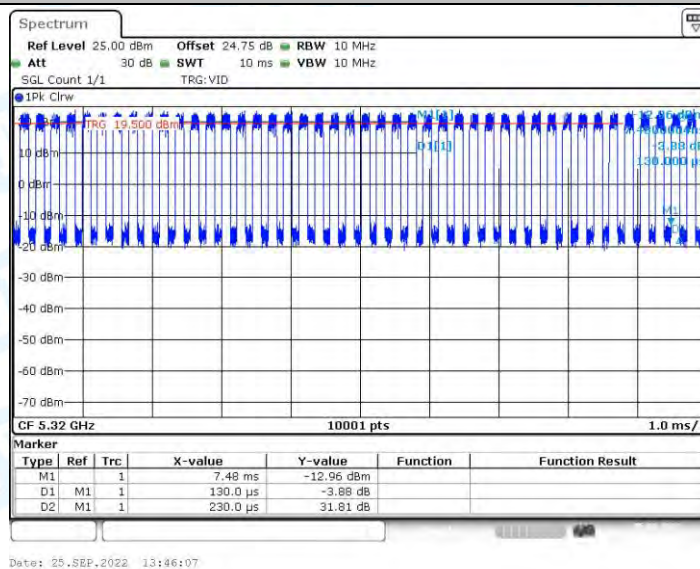 Spectrum
Ref Level 25.00 dBm Offset 24.75 dB RBW 10 MHz
Att 30 dB SWT 10 ms VBW 10 MHz
SGL Count 1/1 TRG:VID
1Pk Clrw
TRG 19.500 dBm
M1[1] -12.96 dBm
D1[1] -3.88 dB
130.000 µs
10 dBm
0 dBm
-10 dBm
M1
-20 dBm
-30 dBm
-40 dBm
-50 dBm
-60 dBm
-70 dBm
CF 5.32 GHz 10001 pts 1.0 ms/
Marker
Type Ref Trc X-value Y-value Function Function Result
M1 1 7.48 ms -12.96 dBm
D1 M1 1 130.0 µs -3.88 dB
D2 M1 1 230.0 µs 31.81 dB
Date: 25.SEP.2022 13:46:07